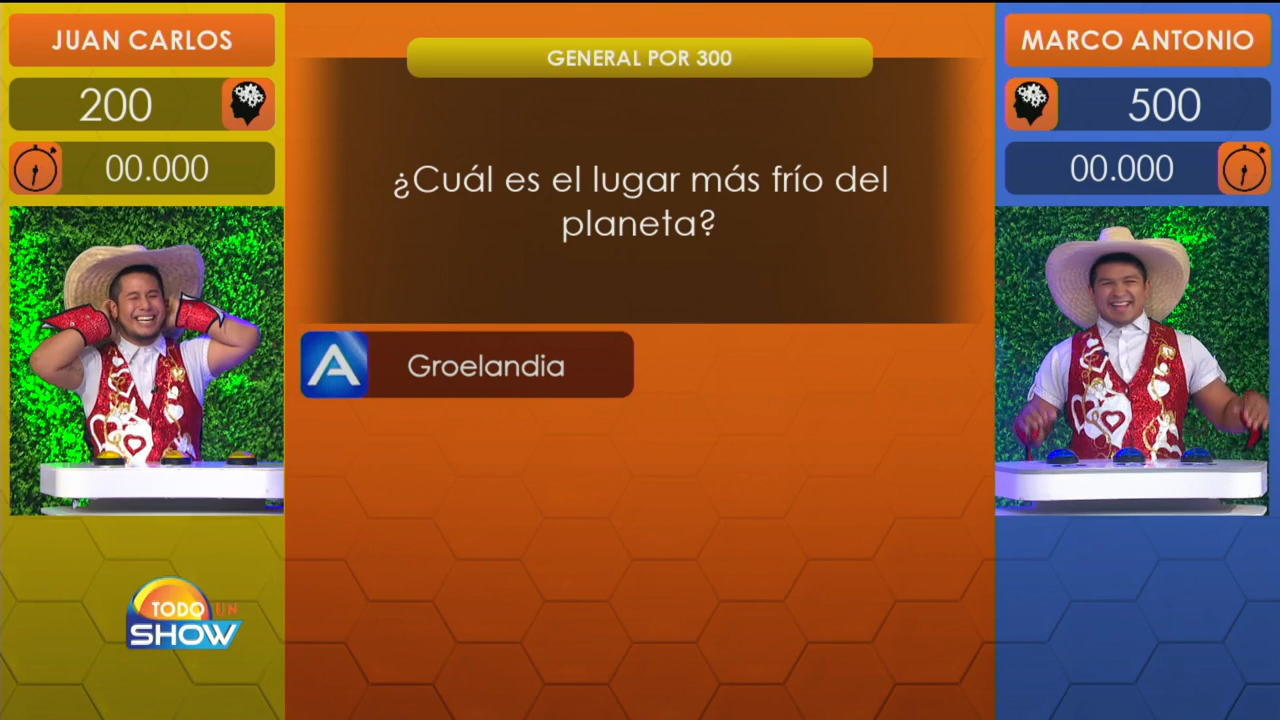 JUAN CARLOS
200
00.000
GENERAL POR 300
¿Cuál es el lugar más frío del
planeta?
A Groelandia
MARCO ANTONIO
500
00.000
TODO UN
SHOW